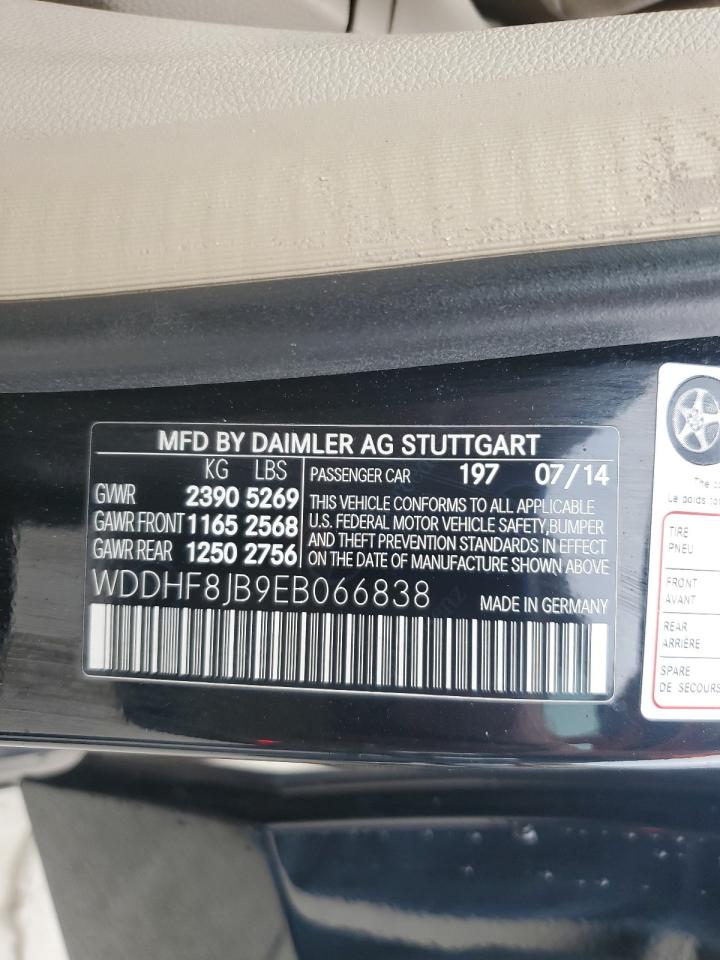 MFD BY DAIMLER AG STUTTGART
KG LBS
GVWR 2390 5269
GAWR FRONT 1165 2568
GAWR REAR 1250 2756
PASSENGER CAR 197 07/14
THIS VEHICLE CONFORMS TO ALL APPLICABLE
U.S. FEDERAL MOTOR VEHICLE SAFETY, BUMPER
AND THEFT PREVENTION STANDARDS IN EFFECT
ON THE DATE OF MANUFACTURE SHOWN ABOVE
WDDHF8JB9EB066838 MADE IN GERMANY
The
Le poids
TIRE
PNEU
FRONT
AVANT
REAR
ARRIÈRE
SPARE
DE SECOURS